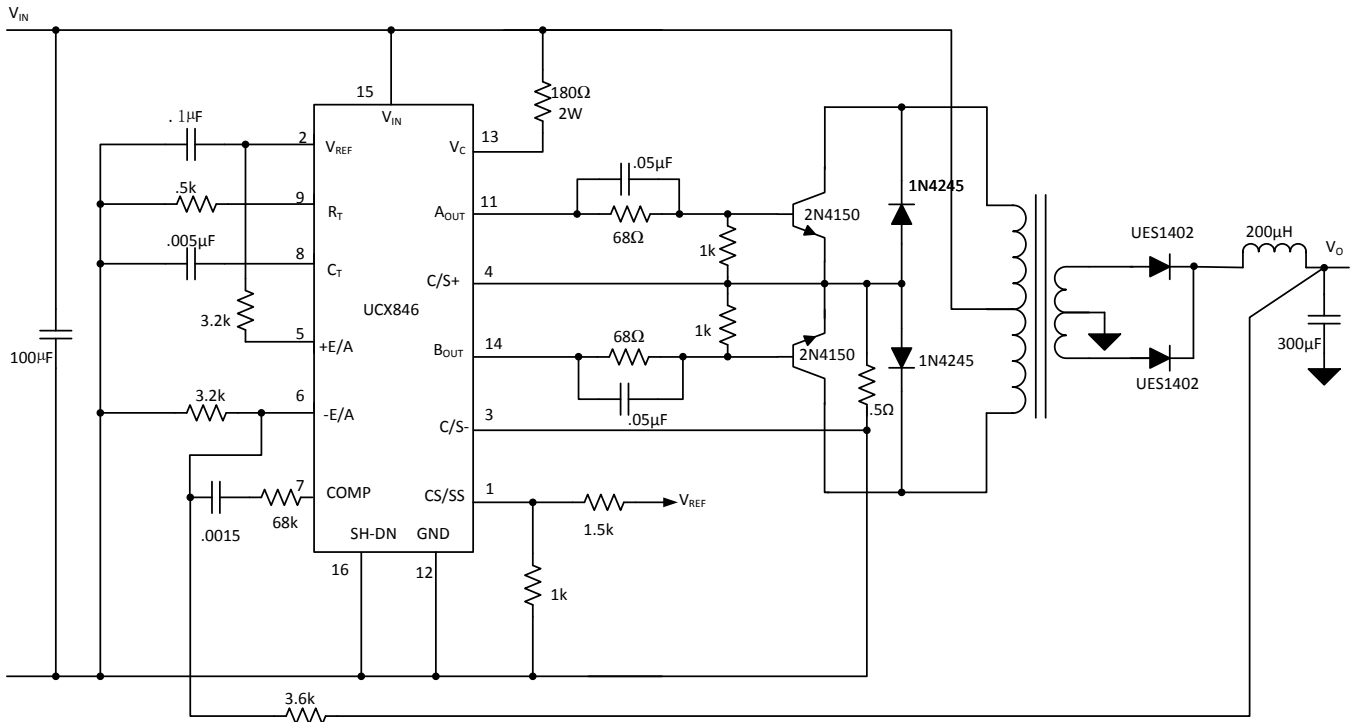 VIN
15
VIN
180Ω
2W
. 1µF
2
VREF
VC
13
.05µF
1N4245
.5k
9
RT
AOUT
11
68Ω
2N4150
UES1402
200µH
VO
.005µF
8
CT
1k
C/S+
4
3.2k
UCX846
100µF
5
+E/A
1k
BOUT
14
68Ω
2N4150
1N4245
300µF
UES1402
3.2k
6
-E/A
.05µF
.5Ω
C/S-
3
7
COMP
CS/SS
1
VREF
.0015
68k
1.5k
SH-DN
GND
16
12
1k
3.6k